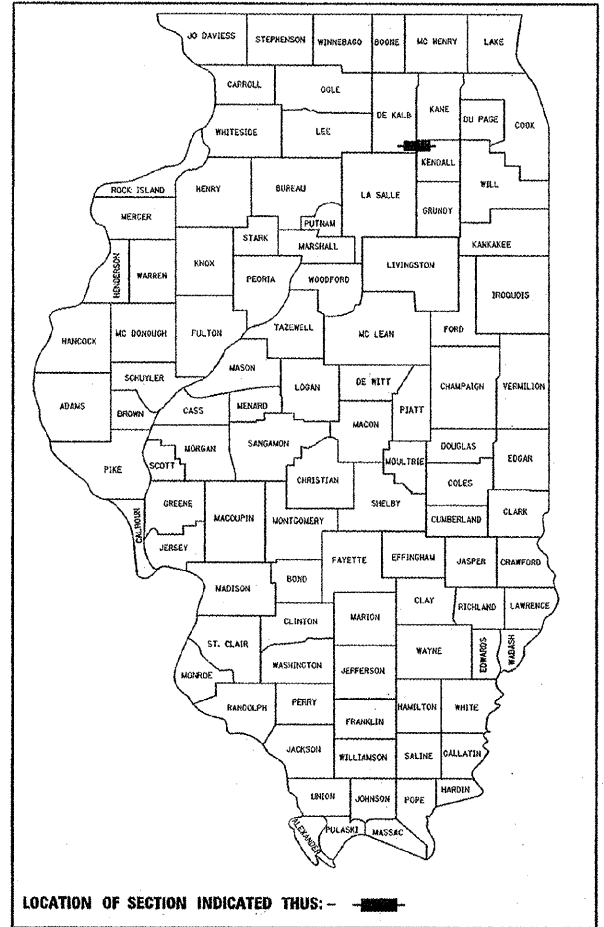 JO DAVIESS STEPHENSON WINNEBAGO BOONE MC HENRY LAKE
CARROLL OGLE DE KALB KANE DU PAGE COOK
WHITESIDE LEE
KENDALL
ROCK ISLAND HENRY BUREAU LA SALLE WILL
MERCER PUTNAM GRUNDY
STARK MARSHALL KANKAKEE
HENDERSON WARREN KNOX PEORIA WOODFORD LIVINGSTON IROQUOIS
HANCOCK MC DONOUGH FULTON TAZEWELL MC LEAN FORD
MASON
SCHUYLER LOGAN DE WITT CHAMPAIGN VERMILION
ADAMS BROWN CASS MENARD PIATT
MACON
MORGAN SANGAMON DOUGLAS
PIKE SCOTT MOULTRIE EDGAR
CHRISTIAN COLES
GREENE MACOUPIN SHELBY
CALHOUN MONTGOMERY CUMBERLAND CLARK
JERSEY
FAYETTE EFFINGHAM JASPER CRAWFORD
MADISON BOND
CLAY RICHLAND LAWRENCE
CLINTON MARION
ST. CLAIR WAYNE EDWARDS WABASH
WASHINGTON JEFFERSON
MONROE
RANDOLPH PERRY HAMILTON WHITE
FRANKLIN
JACKSON WILLIAMSON SALINE GALLATIN
UNION JOHNSON POPE HARDIN
ALEXANDER PULASKI MASSAC
LOCATION OF SECTION INDICATED THUS: -